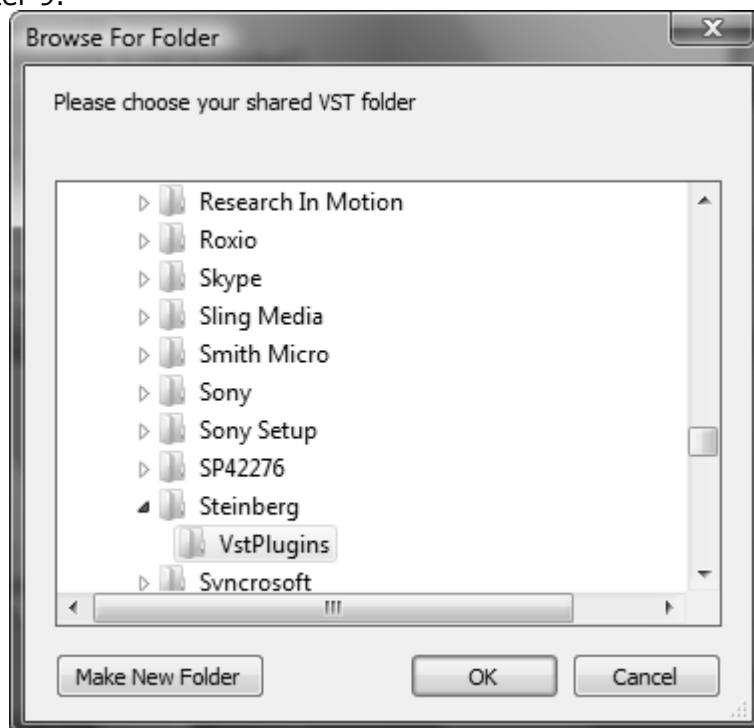 Browse For Folder
Please choose your shared VST folder
Research In Motion
Roxio
Skype
Sling Media
Smith Micro
Sony
Sony Setup
SP42276
Steinberg
VstPlugins
Syncrosoft
Make New Folder
OK
Cancel